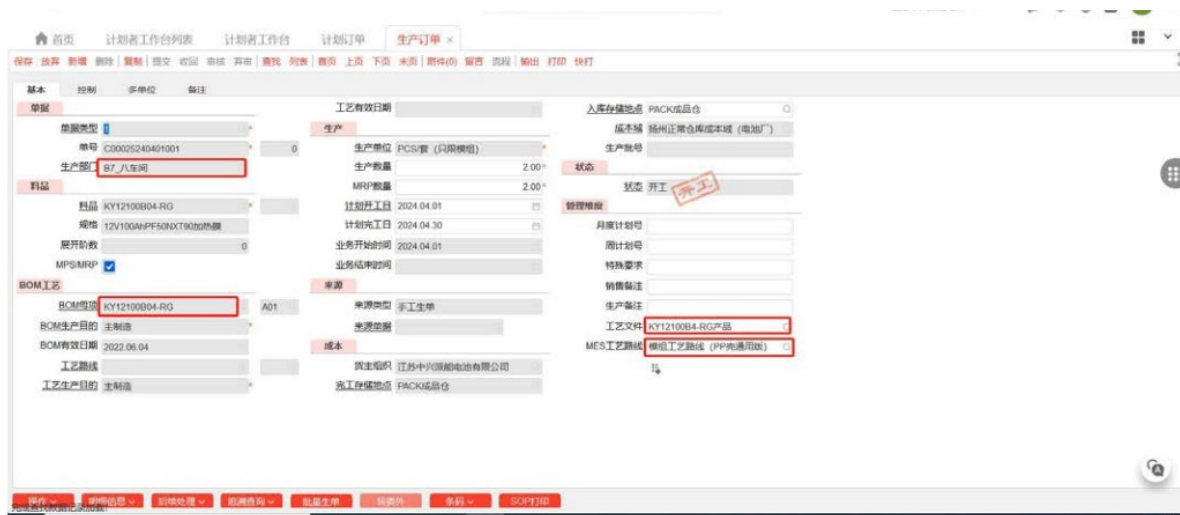 首页 计划者工作台列表 计划者工作台 计划订单 生产订单 ×
保存 放弃 新增 删除 复制 提交 收回 审核 弃审 查找 列表 首页 上页 下页 末页 附件(0) 留言 流程 输出 打印 快打
基本 控制 多单位 备注
单据
单据类型 1 *
单号 C00025240401001 * 0
生产部门 B7_八车间
料品
料品 KY12100B04-RG *
规格 12V100AhPF50NXT90加热膜
展开阶数 0
MPS/MRP
BOM工艺
BOM母项 KY12100B04-RG A01
BOM生产目的 主制造 *
BOM有效日期 2022.06.04
工艺路线
工艺生产目的 主制造 *
工艺有效日期
生产
生产单位 PCS/套（只限模组） *
生产数量 2.00 *
MRP数量 2.00 *
计划开工日 2024.04.01
计划完工日 2024.04.30
业务开始时间 2024.04.01
业务结束时间
来源
来源类型 手工生单
来源单据
成本
货主组织 江苏中兴派能电池有限公司
完工存储地点 PACK成品仓
入库存储地点 PACK成品仓
成本域 扬州正常仓库成本域（电池厂）
生产批号
状态
状态 开工 开工
管理维度
月度计划号
周计划号
特殊要求
销售备注
生产备注
工艺文件 KY12100B4-RG产品
MES工艺路线 模组工艺路线（PP壳通用版）
操作 明细信息 后续处理 追溯查询 批量生单 转委外 条码 SOP打印